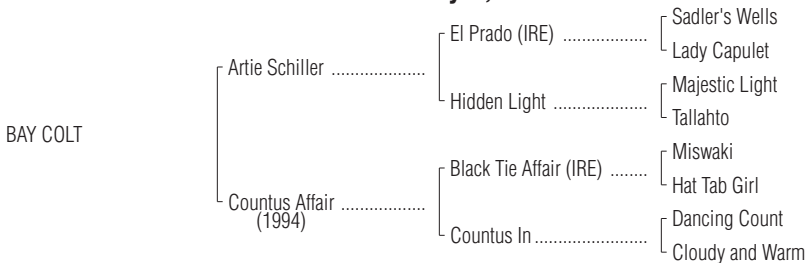 Sadler's Wells
El Prado (IRE) ..................
Lady Capulet
Artie Schiller ....................
Majestic Light
Hidden Light ....................
Tallahto
BAY COLT
Miswaki
Black Tie Affair (IRE) ........
Hat Tab Girl
Countus Affair ..................
(1994)
Dancing Count
Countus In ........................
Cloudy and Warm